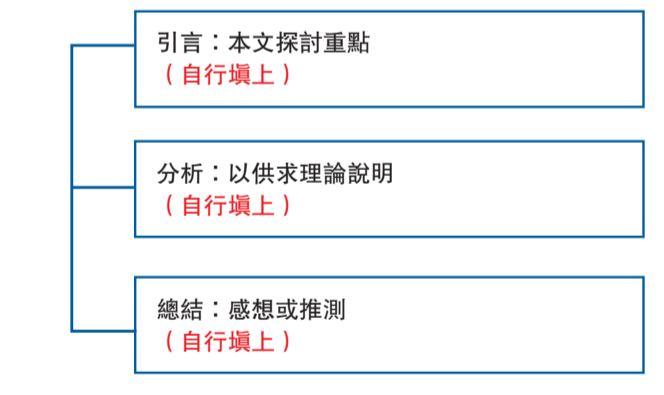 引言：本文探討重點
（自行填上）
分析：以供求理論說明
（自行填上）
總結：感想或推測
（自行填上）